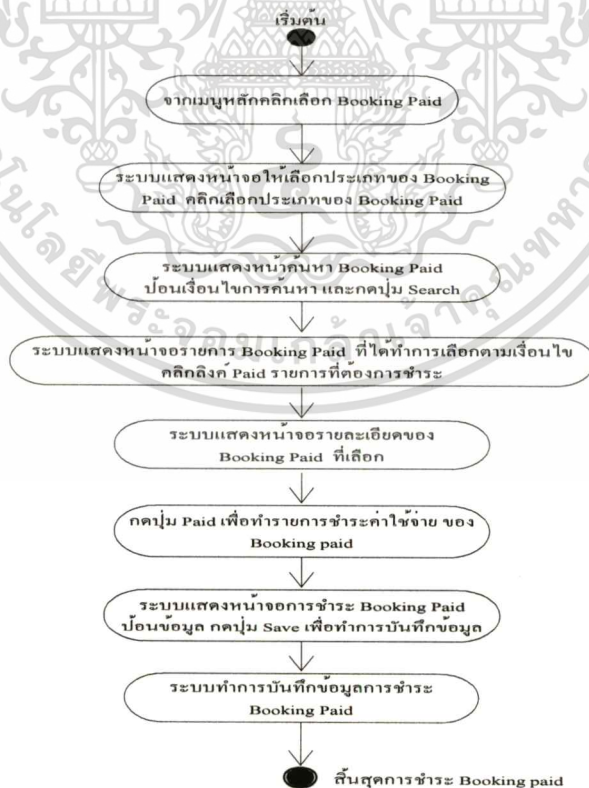 เริ่มต้น
จากเมนูหลักคลิกเลือก Booking Paid
ระบบแสดงหน้าจอให้เลือกประเภทของ Booking
Paid คลิกเลือกประเภทของ Booking Paid
ระบบแสดงหน้าค้นหา Booking Paid
ป้อนเงื่อนไขการค้นหา และกดปุ่ม Search
ระบบแสดงหน้าจอรายการ Booking Paid ที่ได้ทำการเลือกตามเงื่อนไข
คลิกลิงค์ Paid รายการที่ต้องการชำระ
ระบบแสดงหน้าจอรายละเอียดของ
Booking Paid ที่เลือก
กดปุ่ม Paid เพื่อทำรายการชำระค่าใช้จ่าย ของ
Booking paid
ระบบแสดงหน้าจอการชำระ Booking Paid
ป้อนข้อมูล กดปุ่ม Save เพื่อทำการบันทึกข้อมูล
ระบบทำการบันทึกข้อมูลการชำระ
Booking Paid
สิ้นสุดการชำระ Booking paid